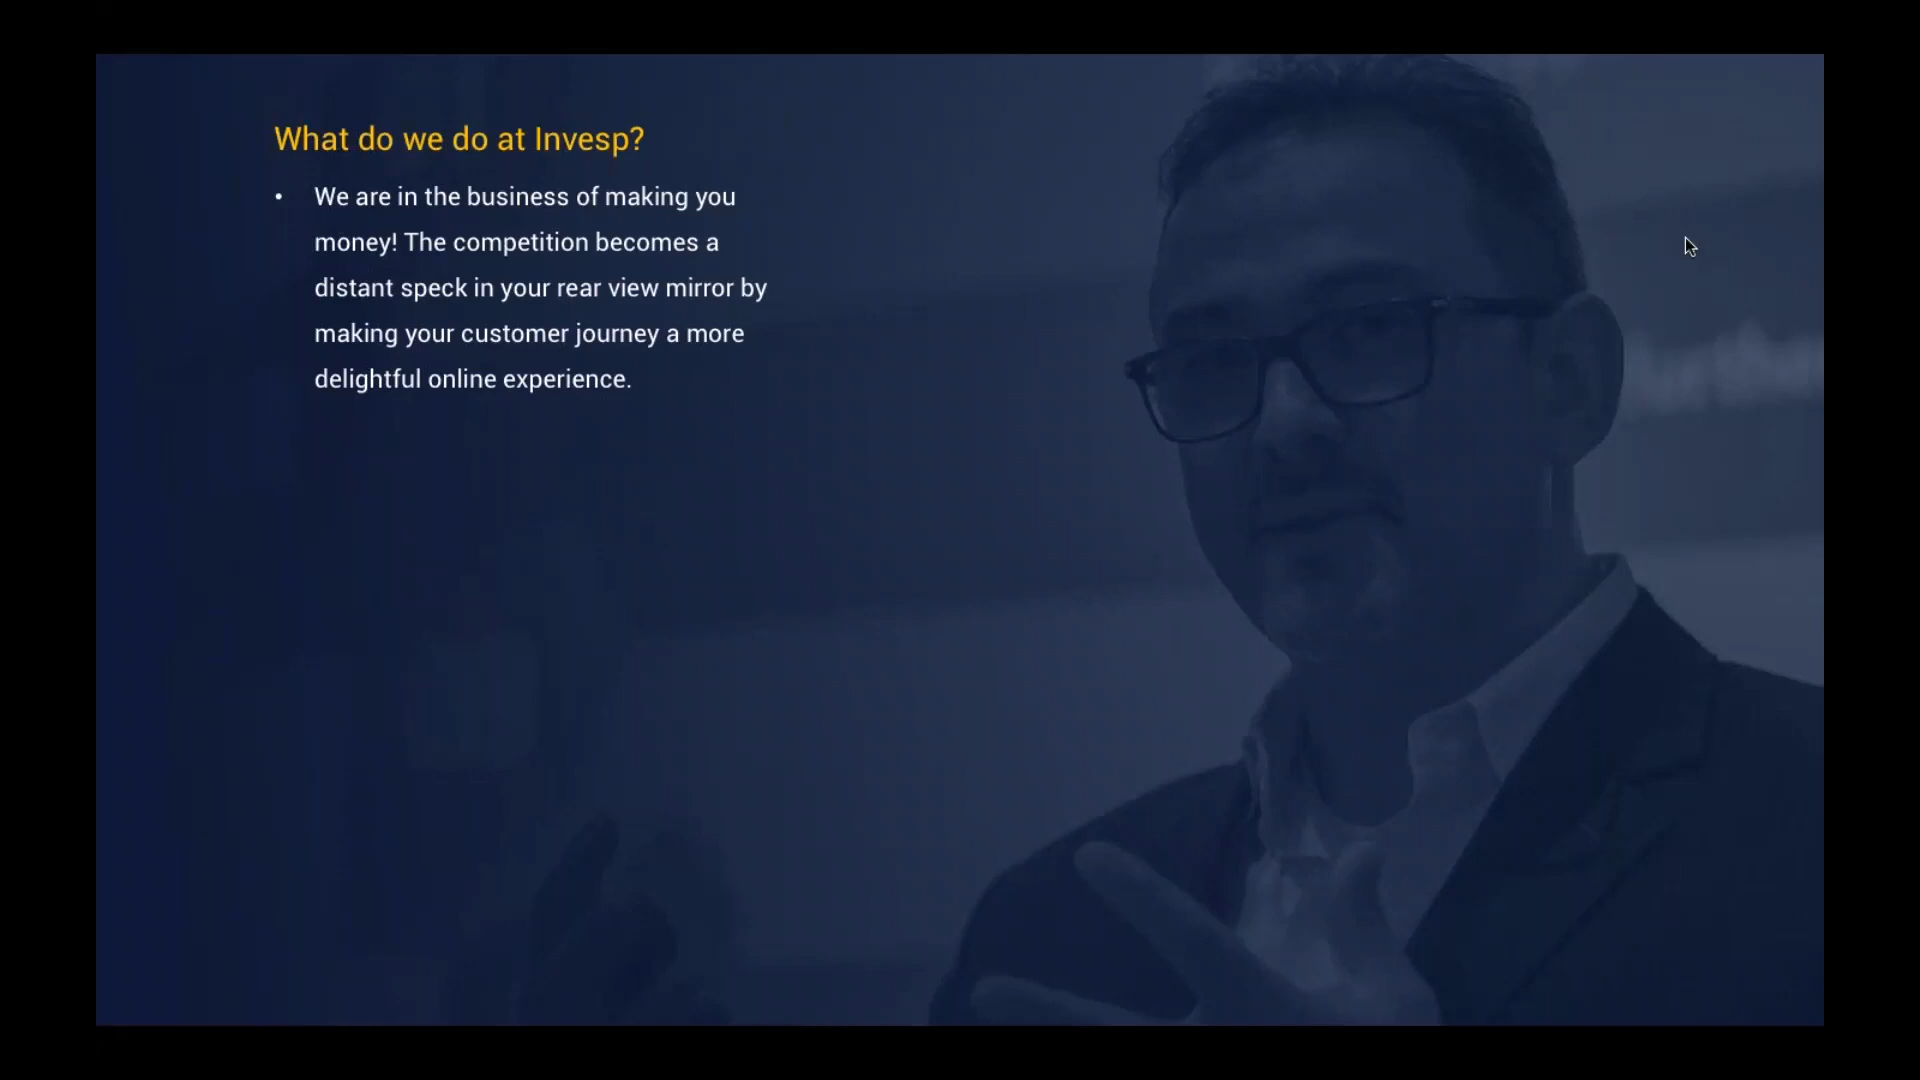 What do we do at Invesp?
• We are in the business of making you
money! The competition becomes a
distant speck in your rear view mirror by
making your customer journey a more
delightful online experience.